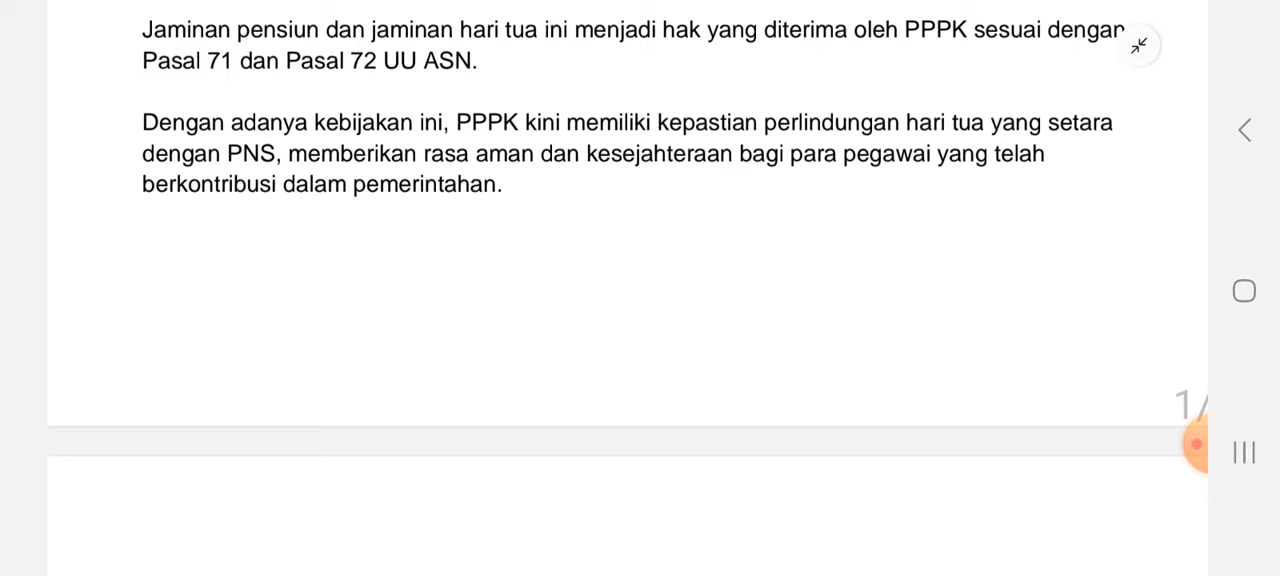 Jaminan pensiun dan jaminan hari tua ini menjadi hak yang diterima oleh PPPK sesuai dengan
Pasal 71 dan Pasal 72 UU ASN.
Dengan adanya kebijakan ini, PPPK kini memiliki kepastian perlindungan hari tua yang setara
dengan PNS, memberikan rasa aman dan kesejahteraan bagi para pegawai yang telah
berkontribusi dalam pemerintahan.
1/